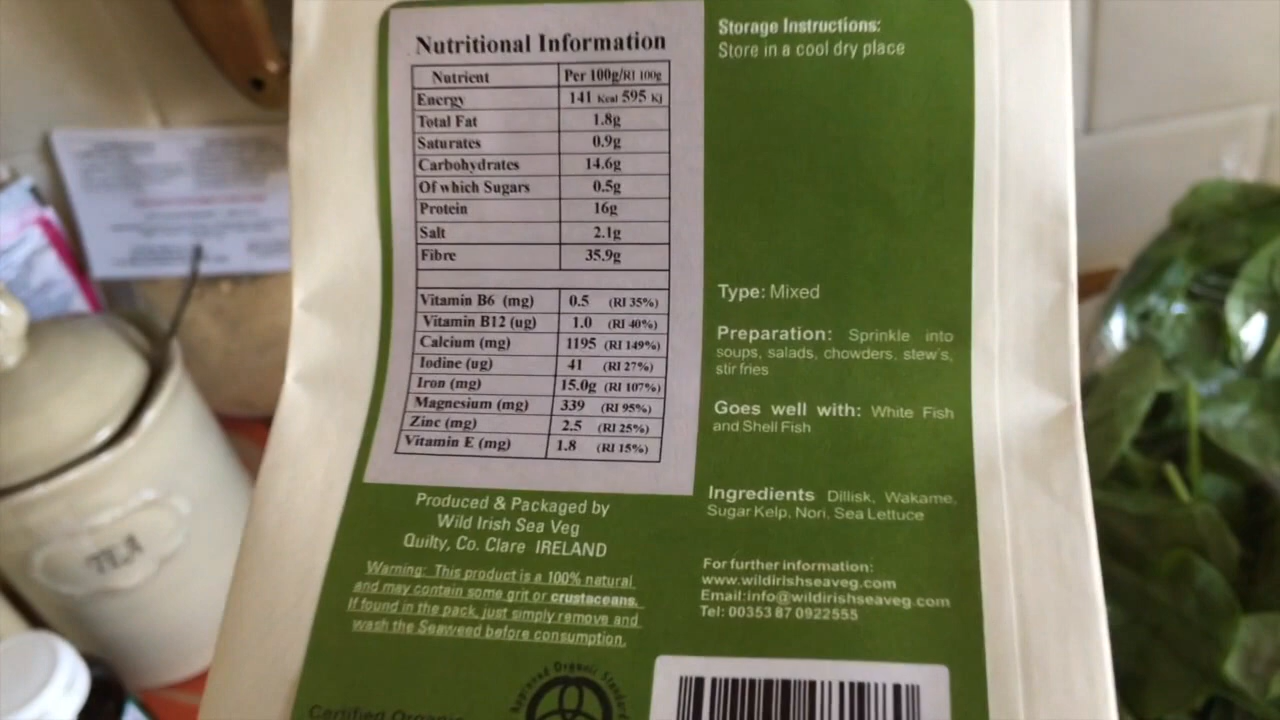 Nutritional Information
Nutrient Per 100g/RI 100g
Energy 141 Kcal 595 Kj
Total Fat 1.8g
Saturates 0.9g
Carbohydrates 14.6g
Of which Sugars 0.5g
Protein 16g
Salt 2.1g
Fibre 35.9g
Vitamin B6 (mg) 0.5 (RI 35%)
Vitamin B12 (ug) 1.0 (RI 40%)
Calcium (mg) 1195 (RI 149%)
Iodine (ug) 41 (RI 27%)
Iron (mg) 15.0g (RI 107%)
Magnesium (mg) 339 (RI 95%)
Zinc (mg) 2.5 (RI 25%)
Vitamin E (mg) 1.8 (RI 15%)
Produced & Packaged by
Wild Irish Sea Veg
Quilty, Co. Clare IRELAND
Warning: This product is a 100% natural
and may contain some grit or crustaceans.
If found in the pack, just simply remove and
wash the Seaweed before consumption.
Certified Organic
Approved Organic Standard
Storage Instructions:
Store in a cool dry place
Type: Mixed
Preparation: Sprinkle into
soups, salads, chowders, stew's,
stir fries
Goes well with: White Fish
and Shell Fish
Ingredients Dillisk, Wakame,
Sugar Kelp, Nori, Sea Lettuce
For further information:
www.wildirishseaveg.com
Email:info@wildirishseaveg.com
Tel: 00353 87 0922555
TEA